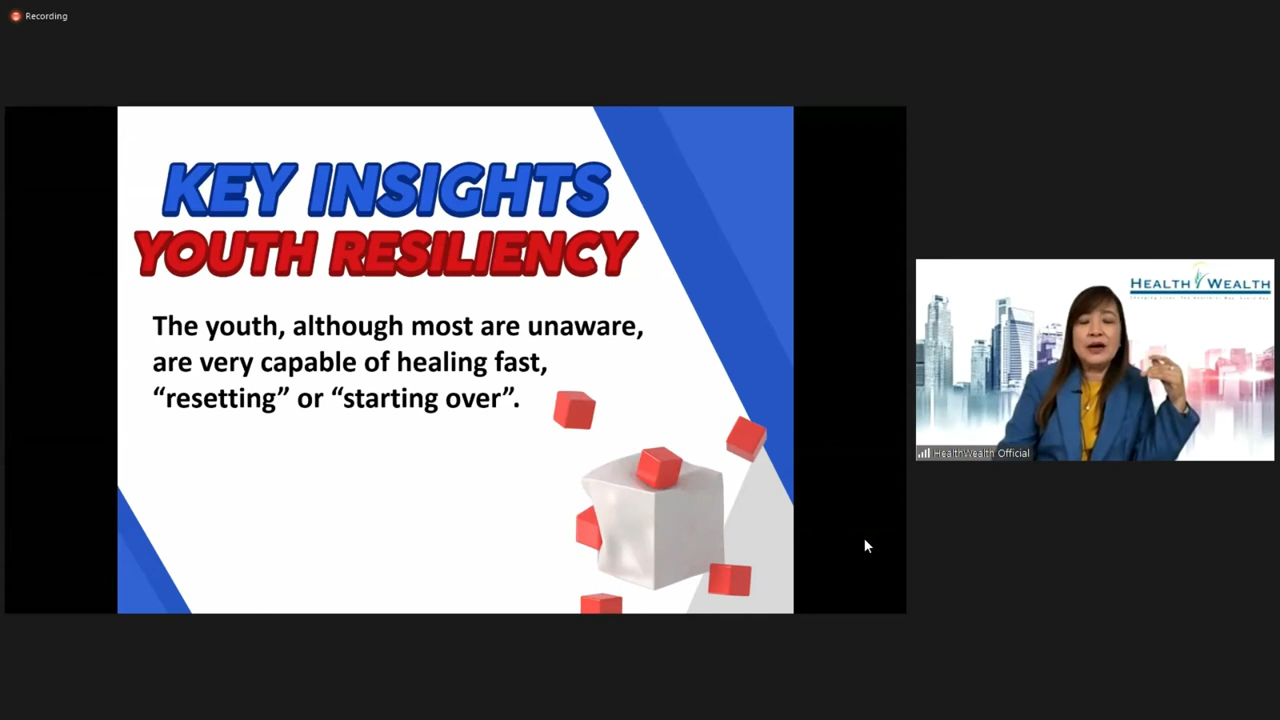 Recording
KEY INSIGHTS
YOUTH RESILIENCY
The youth, although most are unaware,
are very capable of healing fast,
“resetting” or “starting over”.
HEALTH WEALTH
HealthWealth Official